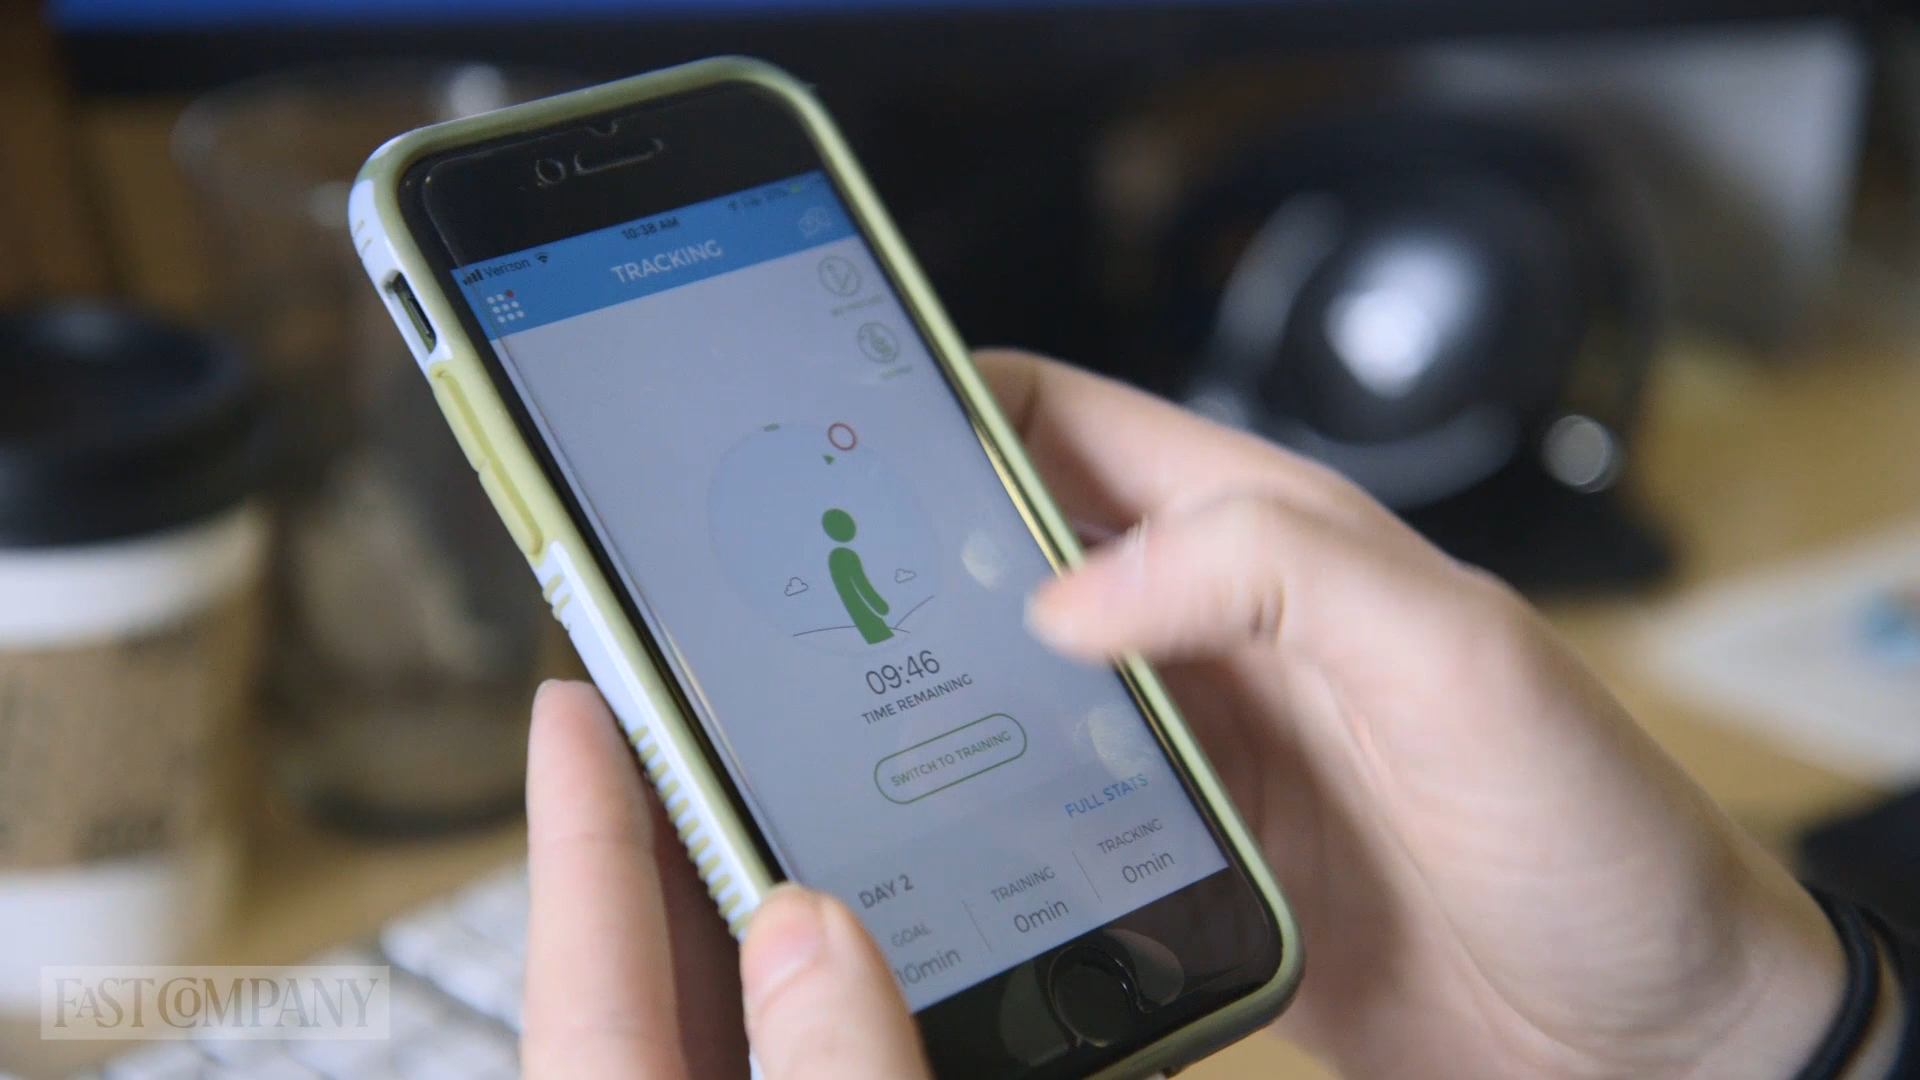 Verizon
10:38 AM
TRACKING
09:46
TIME REMAINING
SWITCH TO TRAINING
FULL STATS
DAY 2
GOAL
10min
TRAINING
0min
TRACKING
0min
FAST COMPANY